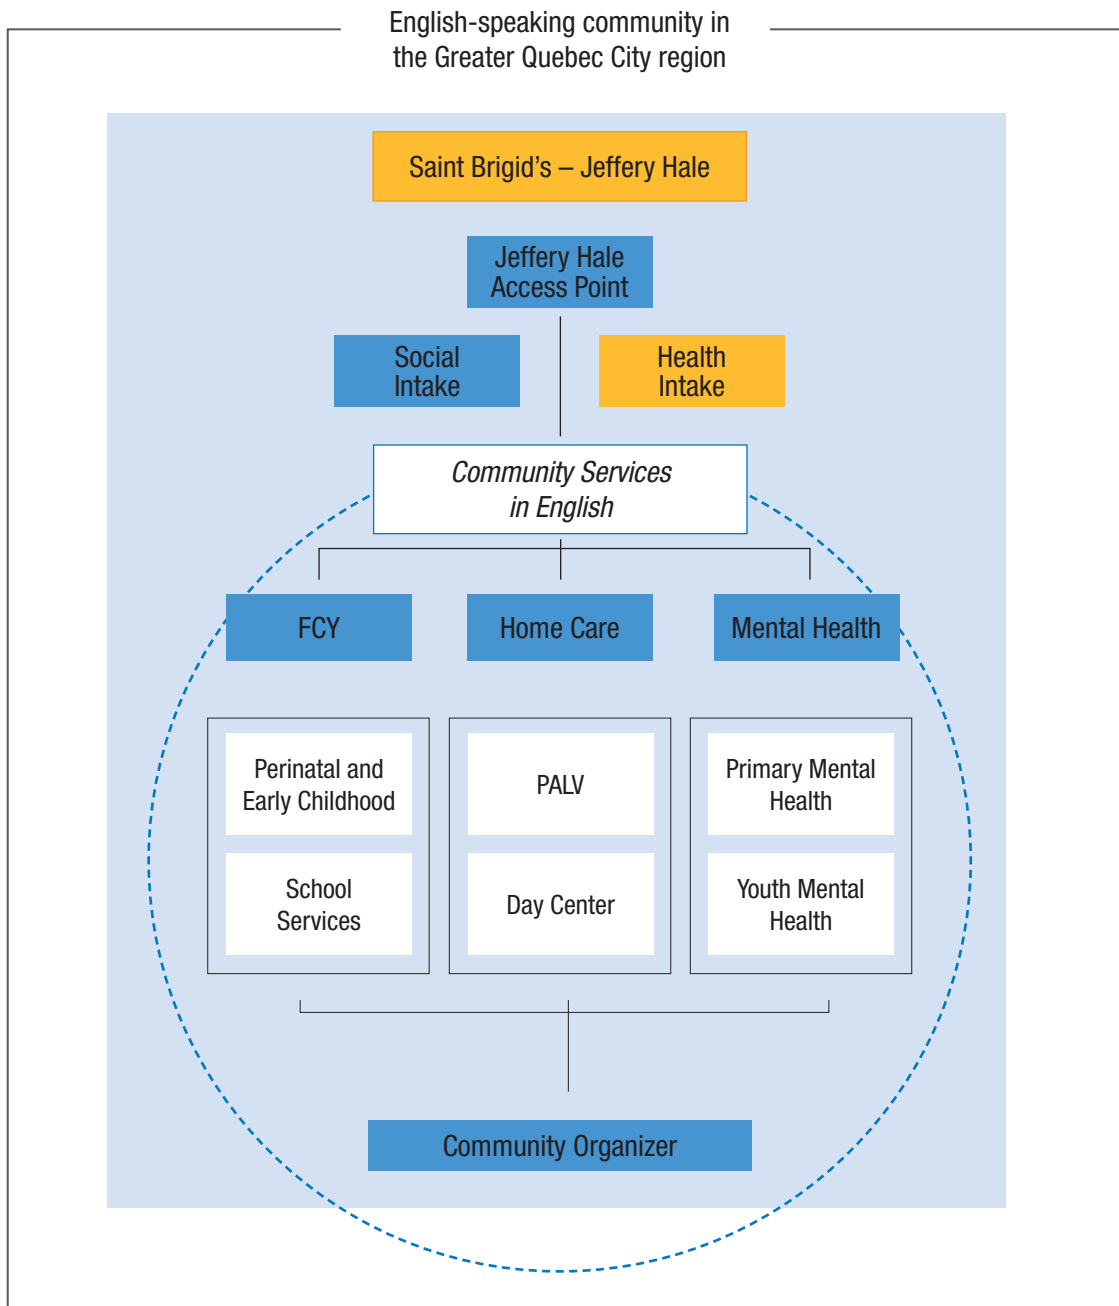 English-speaking community in
the Greater Quebec City region
Saint Brigid's – Jeffery Hale
Jeffery Hale
Access Point
Social
Intake
Health
Intake
Community Services
in English
FCY
Home Care
Mental Health
Perinatal and
Early Childhood
PALV
Primary Mental
Health
School
Services
Day Center
Youth Mental
Health
Community Organizer